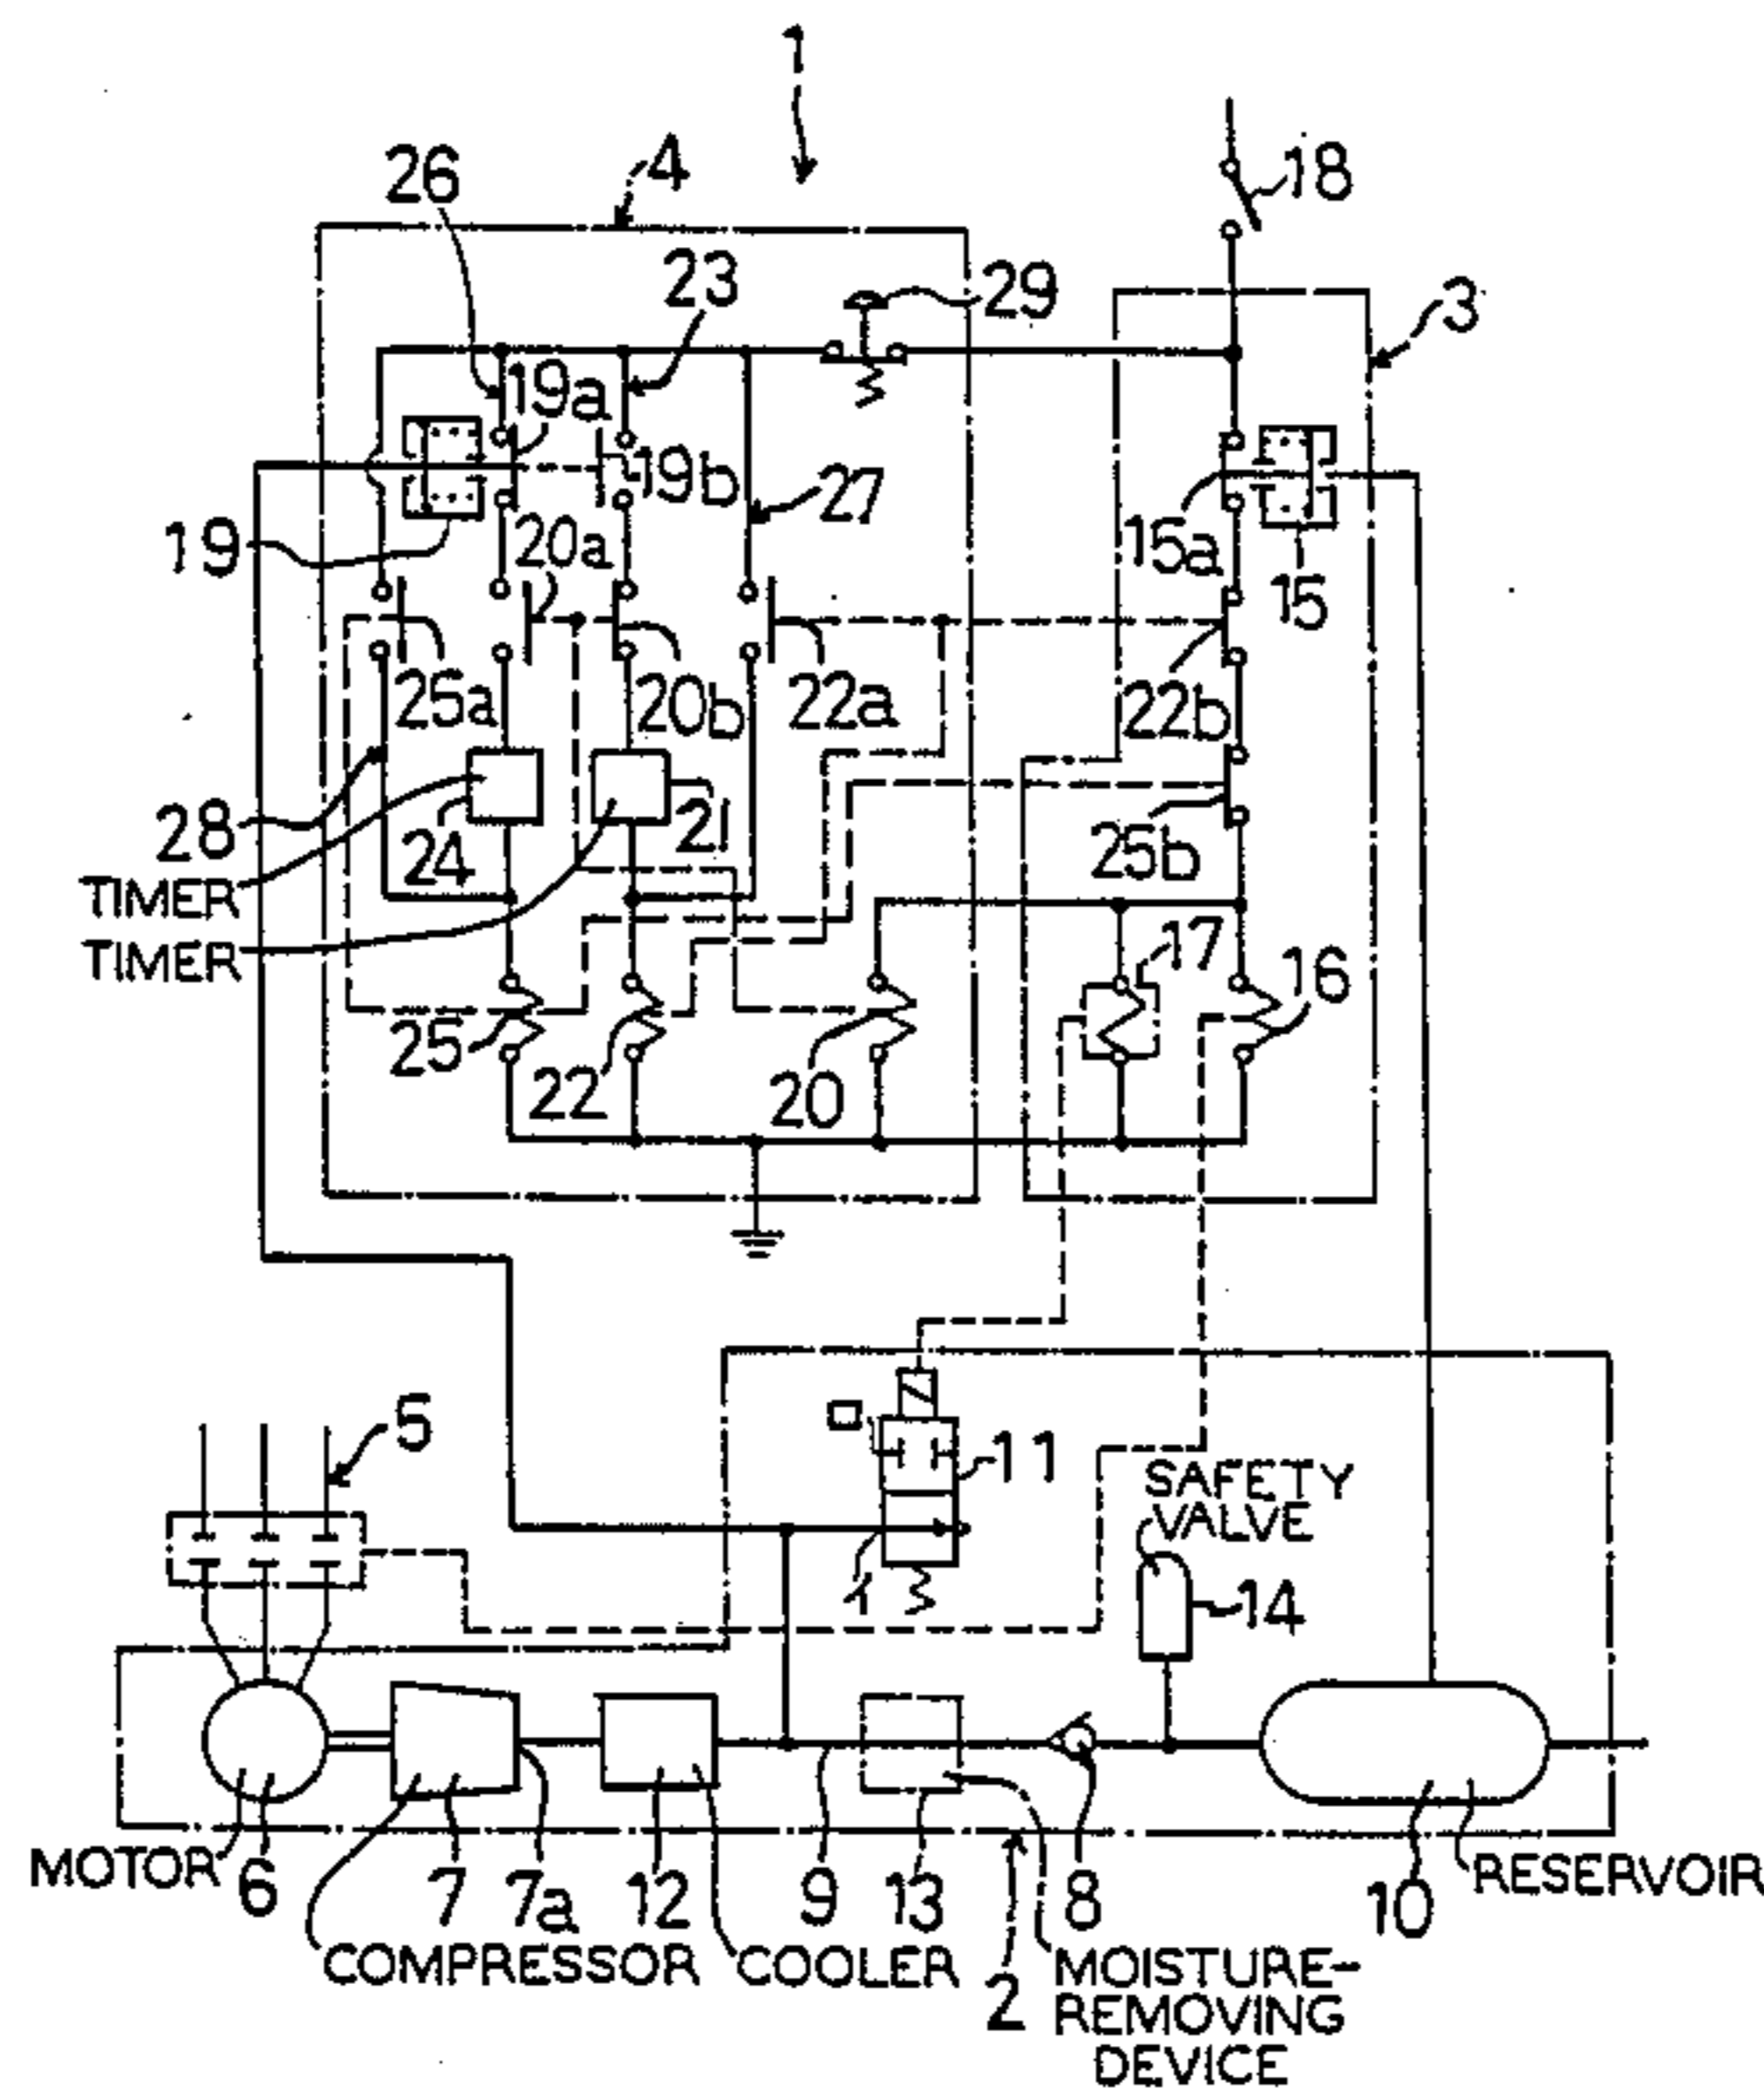 1
4
26
18
23
29
3
19a
19b
27
19
20a
15a
15
25a
20b
22a
22b
28
24
21
25b
TIMER
TIMER
17
16
25
22
20
5
ロ
11
SAFETY
VALVE
イ
14
MOTOR
6
7
7a
12
9
13
8
10
RESERVOIR
COMPRESSOR
COOLER
2
MOISTURE-
REMOVING
DEVICE